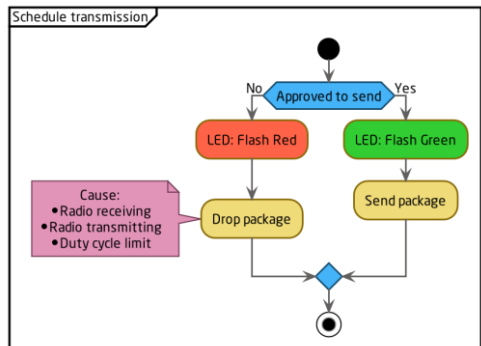 Schedule transmission
No
Approved to send
Yes
LED: Flash Red
LED: Flash Green
Cause:
•Radio receiving
•Radio transmitting
•Duty cycle limit
Drop package
Send package